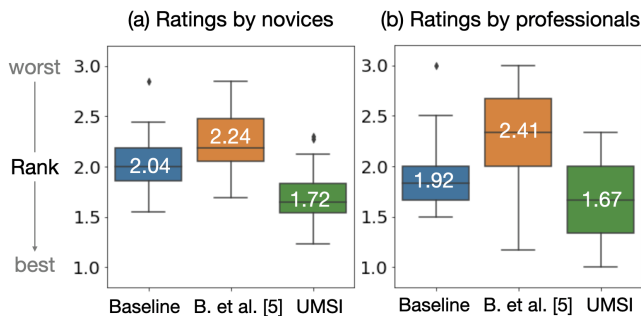 (a) Ratings by novices
(b) Ratings by professionals
worst
Rank
best
3.0
2.5
2.0
1.5
1.0
2.04
2.24
1.72
Baseline B. et al. [5] UMSI
3.0
2.5
2.0
1.5
1.0
1.92
2.41
1.67
Baseline B. et al. [5] UMSI